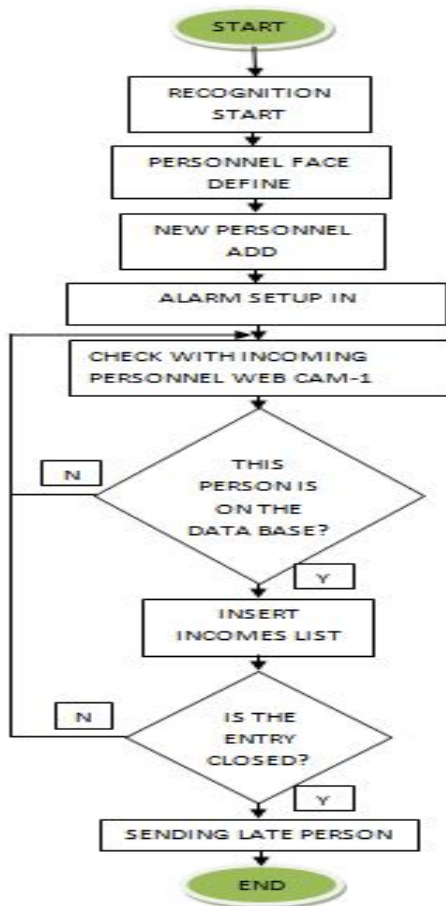 START
RECOGNITION
START
PERSONNEL FACE
DEFINE
NEW PERSONNEL
ADD
ALARM SETUP IN
CHECK WITH INCOMING
PERSONNEL WEB CAM-1
N
THIS
PERSON IS
ON THE
DATA BASE?
Y
INSERT
INCOMES LIST
N
IS THE
ENTRY
CLOSED?
Y
SENDING LATE PERSON
END